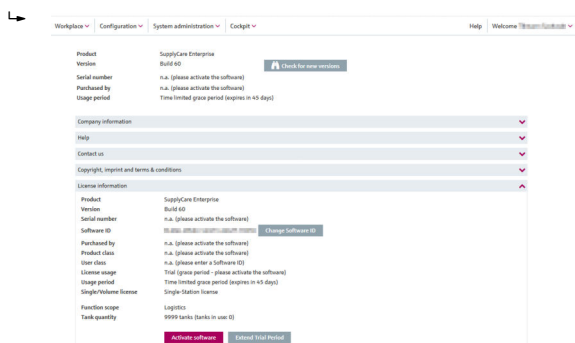 Workplace Configuration System administration Cockpit Help Welcome
Product SupplyCare Enterprise
Version Build 60 Check for new versions
Serial number n.a. (please activate the software)
Purchased by n.a. (please activate the software)
Usage period Time limited grace period (expires in 45 days)
Company information
Help
Contact us
Copyright, imprint and terms & conditions
License information
Product SupplyCare Enterprise
Version Build 60
Serial number n.a. (please activate the software)
Software ID Change Software ID
Purchased by n.a. (please activate the software)
Product class n.a. (please activate the software)
User class n.a. (please enter a Software ID)
License usage Trial (grace period - please activate the software)
Usage period Time limited grace period (expires in 45 days)
Single/Volume license Single-Station license
Function scope Logistics
Tank quantity 9999 tanks (tanks in use: 0)
Activate software Extend Trial Period